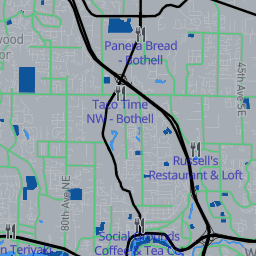 Panera Bread
- Bothell
45th Ave SE
Taco Time
NW - Bothell
Russell's
Restaurant & Loft
80th Ave NE
Social
Coffee & Tea Co.